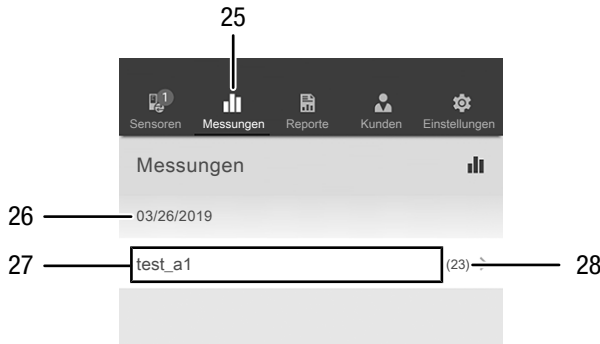 25
1
Sensoren Messungen Reporte Kunden Einstellungen
Messungen
26 03/26/2019
27 test_a1 (23) 28